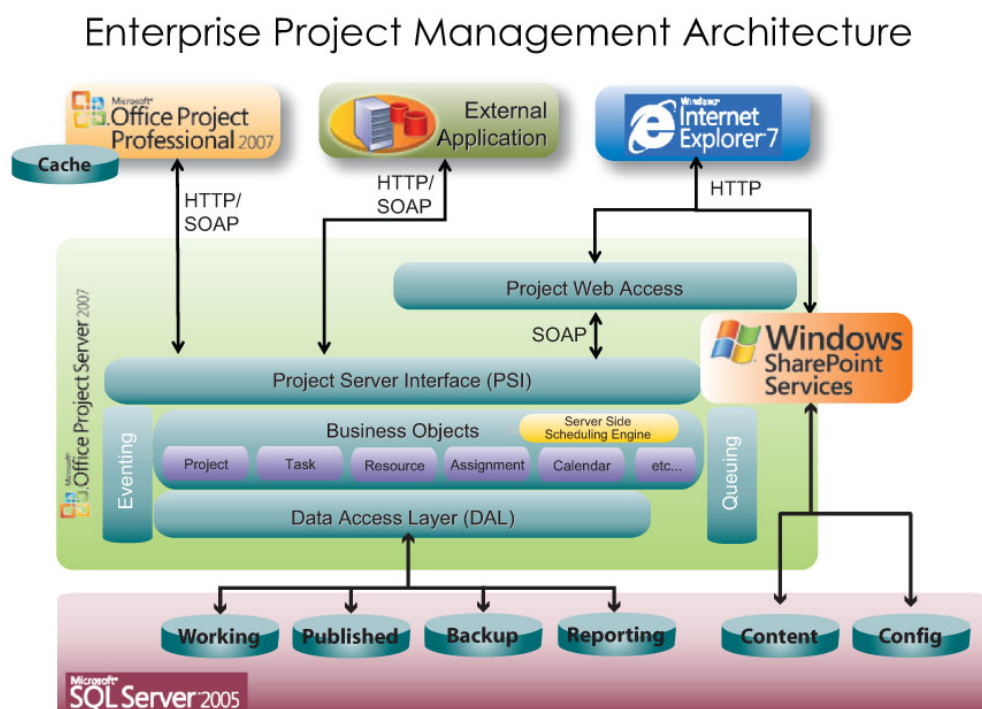 Enterprise Project Management Architecture
Microsoft®
Office Project
Professional 2007
Cache
External
Application
Windows®
Internet
Explorer 7
HTTP/
SOAP
HTTP/
SOAP
HTTP
Project Web Access
SOAP
Microsoft®
Office Project Server 2007
Windows
SharePoint
Services
Project Server Interface (PSI)
Eventing
Business Objects
Server Side
Scheduling Engine
Project
Task
Resource
Assignment
Calendar
etc...
Queuing
Data Access Layer (DAL)
Working
Published
Backup
Reporting
Content
Config
Microsoft®
SQL Server 2005